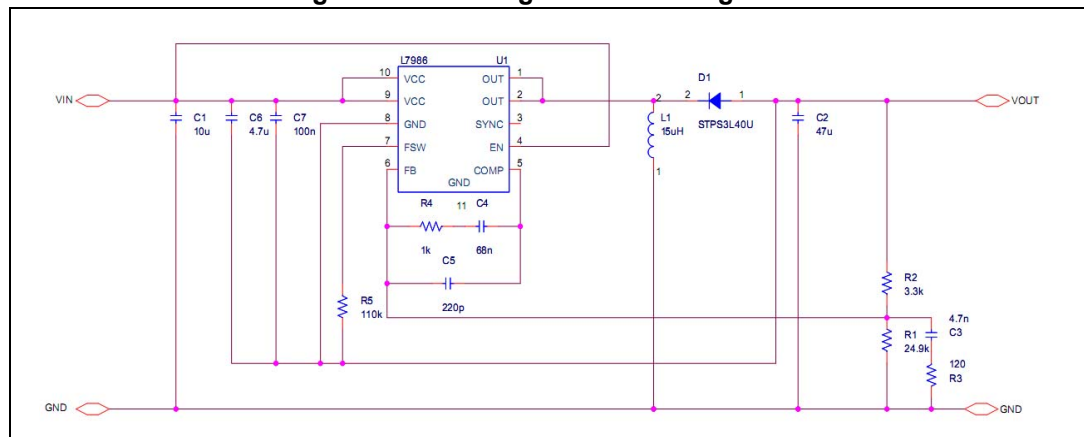 L7986
U1
10
VCC
OUT
1
9
VCC
OUT
2
8
GND
SYNC
3
7
FSW
EN
4
6
FB
COMP
5
GND
11
VIN
C1
10u
C6
4.7u
C7
100n
R4
1k
C4
68n
C5
220p
R5
110k
2
L1
15uH
1
D1
2
1
STPS3L40U
C2
47u
VOUT
R2
3.3k
4.7n
C3
R1
24.9k
120
R3
GND
GND